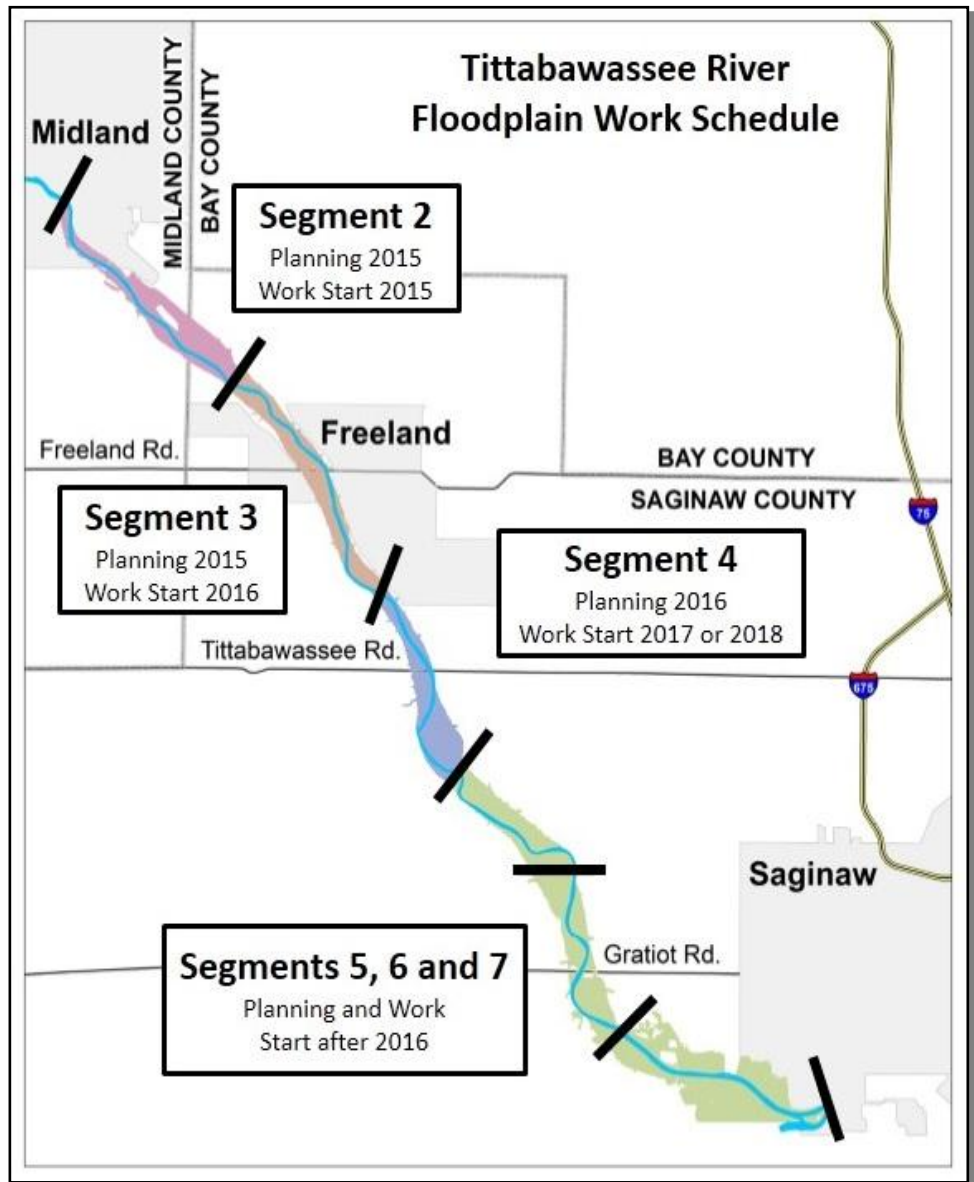 Tittabawassee River
Floodplain Work Schedule
Midland
MIDLAND COUNTY
BAY COUNTY
Segment 2
Planning 2015
Work Start 2015
Freeland
Freeland Rd.
BAY COUNTY
SAGINAW COUNTY
75
Segment 3
Planning 2015
Work Start 2016
Segment 4
Planning 2016
Work Start 2017 or 2018
Tittabawassee Rd.
675
Saginaw
Segments 5, 6 and 7
Planning and Work
Start after 2016
Gratiot Rd.